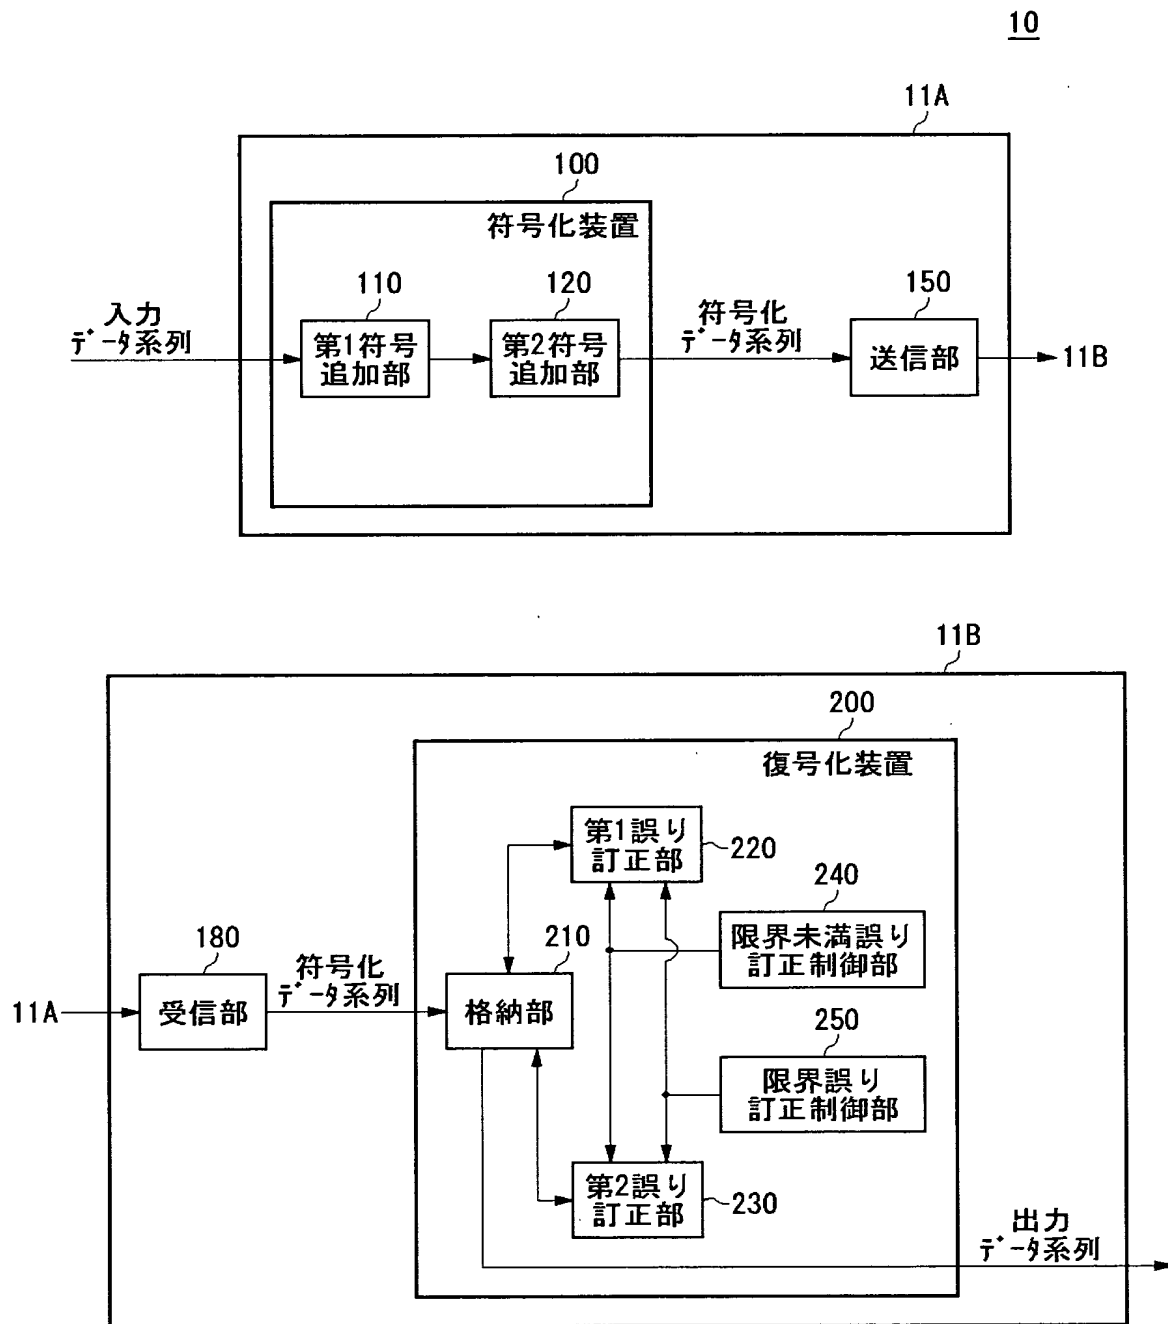 10
11A
100
符号化装置
110
120
150
入力
データ系列
第1符号
追加部
第2符号
追加部
符号化
データ系列
送信部
11B
11B
200
復号化装置
第1誤り
訂正部
220
240
限界未満誤り
訂正制御部
180
符号化
データ系列
210
11A
受信部
格納部
250
限界誤り
訂正制御部
第2誤り
訂正部
230
出力
データ系列